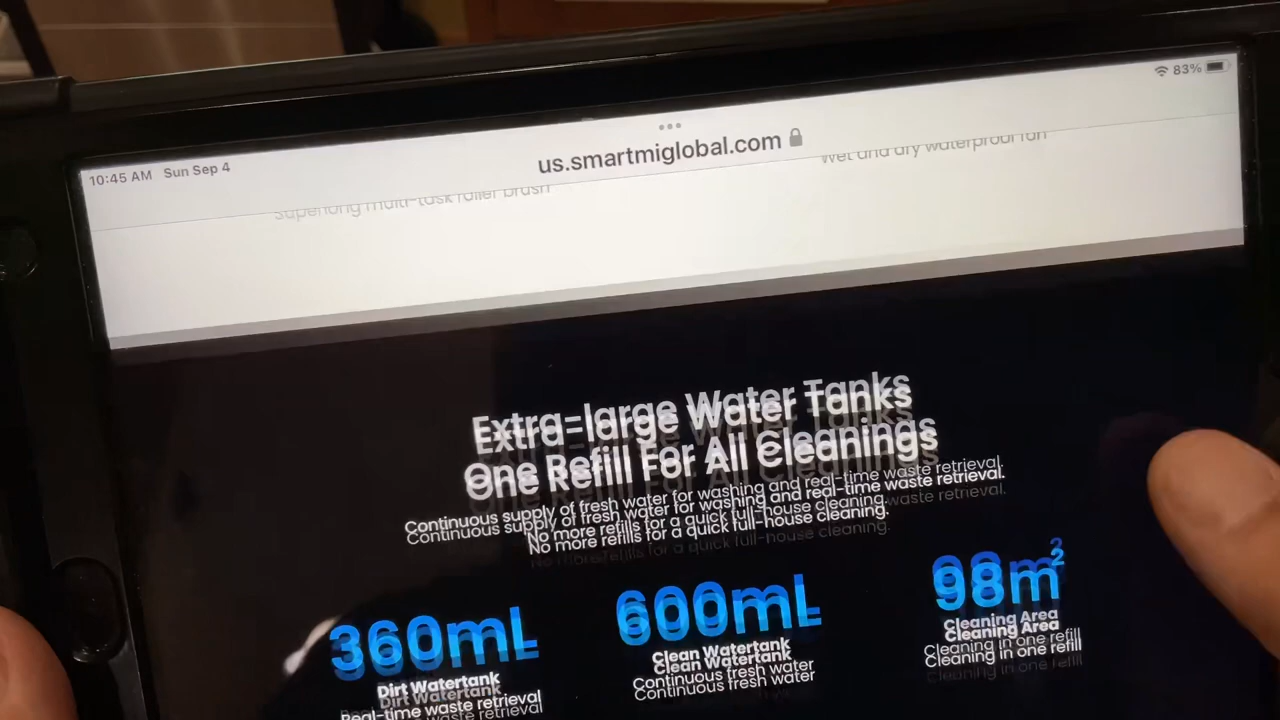 10:45 AM Sun Sep 4
83%
us.smartmiglobal.com
Superlong multi-task roller brush
Wet and dry waterproof fan
Extra-large Water Tanks
One Refill For All Cleanings
Continuous supply of fresh water for washing and real-time waste retrieval.
No more refills for a quick full-house cleaning.
360mL
600mL
98m²
Dirt Watertank
Clean Watertank
Cleaning Area
Real-time waste retrieval
Continuous fresh water
Cleaning in one refill